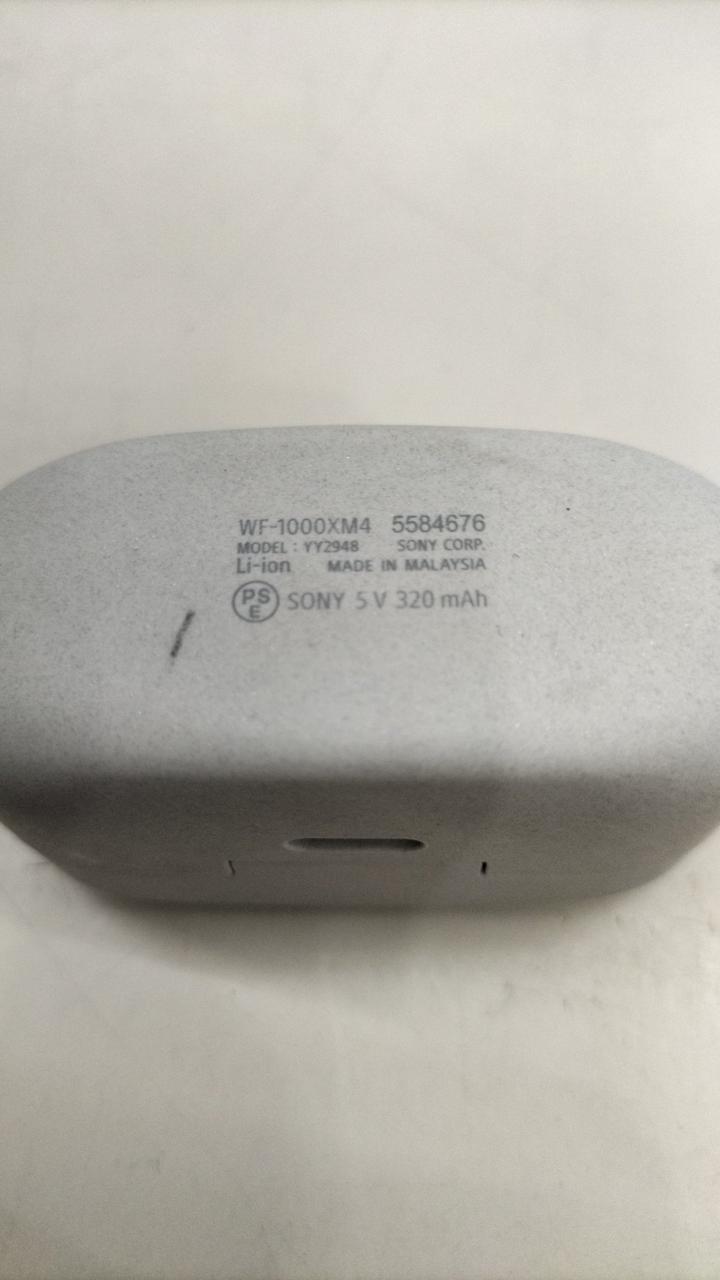 WF-1000XM4 5584676
MODEL : YY2948 SONY CORP.
Li-ion MADE IN MALAYSIA
PS E SONY 5 V 320 mAh